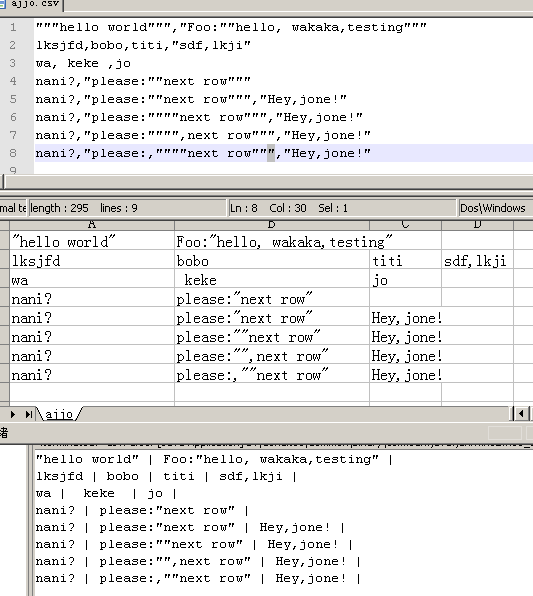 ajjo.csv
1 """hello world""","Foo:""hello, wakaka,testing"""
2 lksjfd,bobo,titi,"sdf,lkji"
3 wa, keke ,jo
4 nani?,"please:""next row"""
5 nani?,"please:""next row""","Hey,jone!"
6 nani?,"please:""""next row""","Hey,jone!"
7 nani?,"please:"""",next row""","Hey,jone!"
8 nani?,"please:,""""next row""","Hey,jone!"
9
length : 295 lines : 9 Ln : 8 Col : 30 Sel : 1 Dos\Windows
A B C D
"hello world" Foo:"hello, wakaka,testing"
lksjfd bobo titi sdf,lkji
wa keke jo
nani? please:"next row"
nani? please:"next row" Hey,jone!
nani? please:""next row" Hey,jone!
nani? please:"",next row" Hey,jone!
nani? please:,""next row" Hey,jone!
ajjo
"hello world" | Foo:"hello, wakaka,testing" |
lksjfd | bobo | titi | sdf,lkji |
wa |  keke  | jo |
nani? | please:"next row" |
nani? | please:"next row" | Hey,jone! |
nani? | please:""next row" | Hey,jone! |
nani? | please:"",next row" | Hey,jone! |
nani? | please:,""next row" | Hey,jone! |